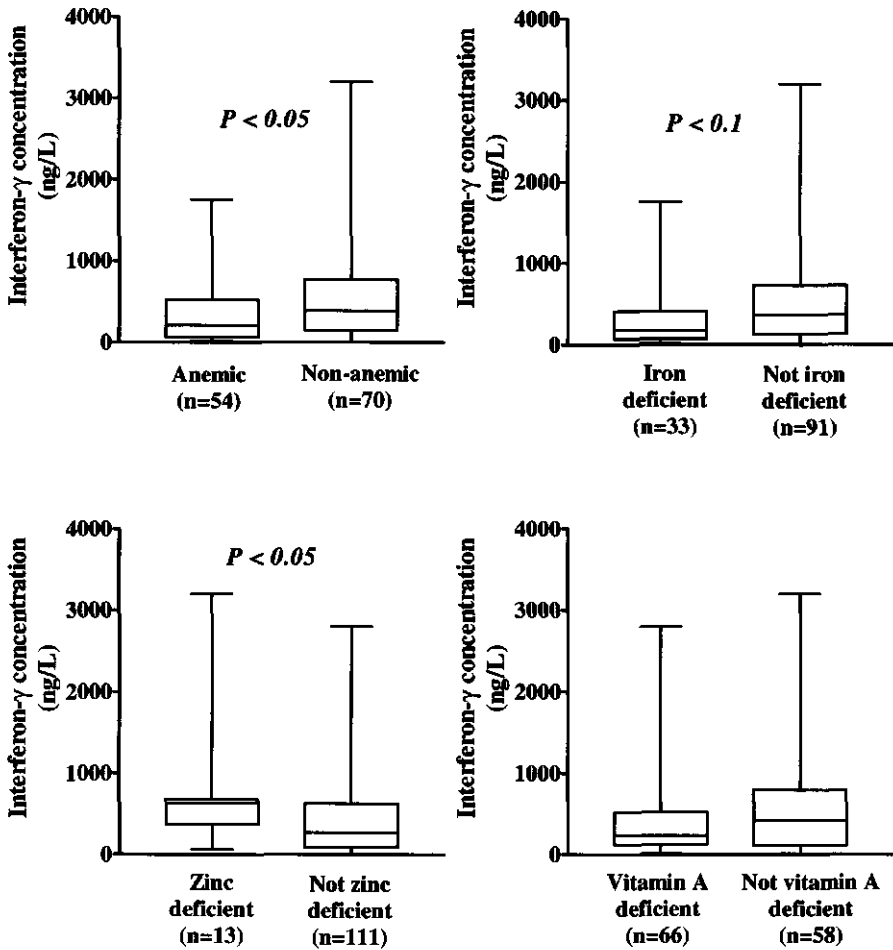 Interferon-γ concentration
(ng/L)
4000
3000
2000
1000
0
P < 0.05
Anemic
(n=54)
Non-anemic
(n=70)
Interferon-γ concentration
(ng/L)
4000
3000
2000
1000
0
P < 0.1
Iron
deficient
(n=33)
Not iron
deficient
(n=91)
Interferon-γ concentration
(ng/L)
4000
3000
2000
1000
0
P < 0.05
Zinc
deficient
(n=13)
Not zinc
deficient
(n=111)
Interferon-γ concentration
(ng/L)
4000
3000
2000
1000
0
Vitamin A
deficient
(n=66)
Not vitamin A
deficient
(n=58)